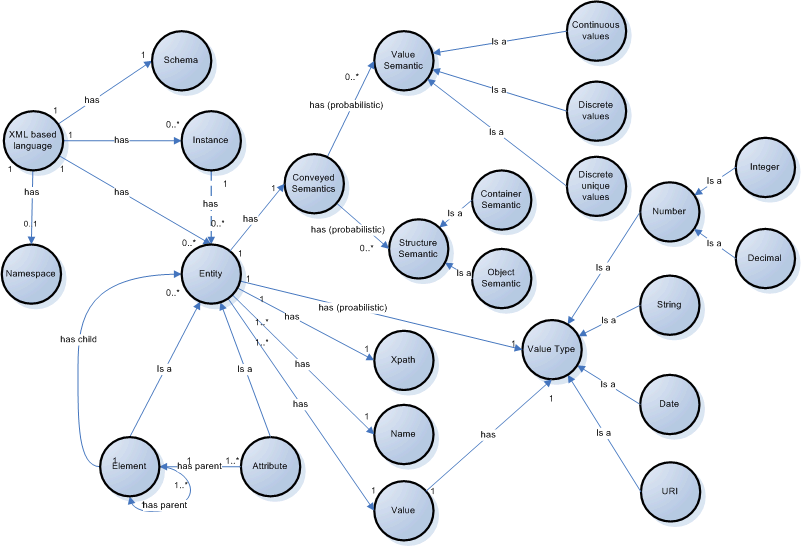 Continuous
values
Schema
Value
Semantic
Is a
1
0..*
has
Is a
Discrete
values
1
has (probabilistic)
0..*
XML based
language
1
has
Instance
Is a
1
1
Integer
Is a
has
has
1
has
1
Conveyed
Semantics
Discrete
unique
values
Container
Semantic
Number
0..1
0..*
has
has (probabilistic)
Is a
Is a
0..*
0..*
Structure
Semantic
Decimal
1
Namespace
Entity
Is a
Object
Semantic
Is a
1
0..*
1
has (proabilistic)
String
has
1..*
Is a
has child
1..*
1
1
Value Type
Xpath
Is a
Is a
has
Is a
Date
1
has
1
Name
has
Is a
1
1
has parent
1..*
Element
Attribute
1..*
1
1
URI
1
has parent
Value